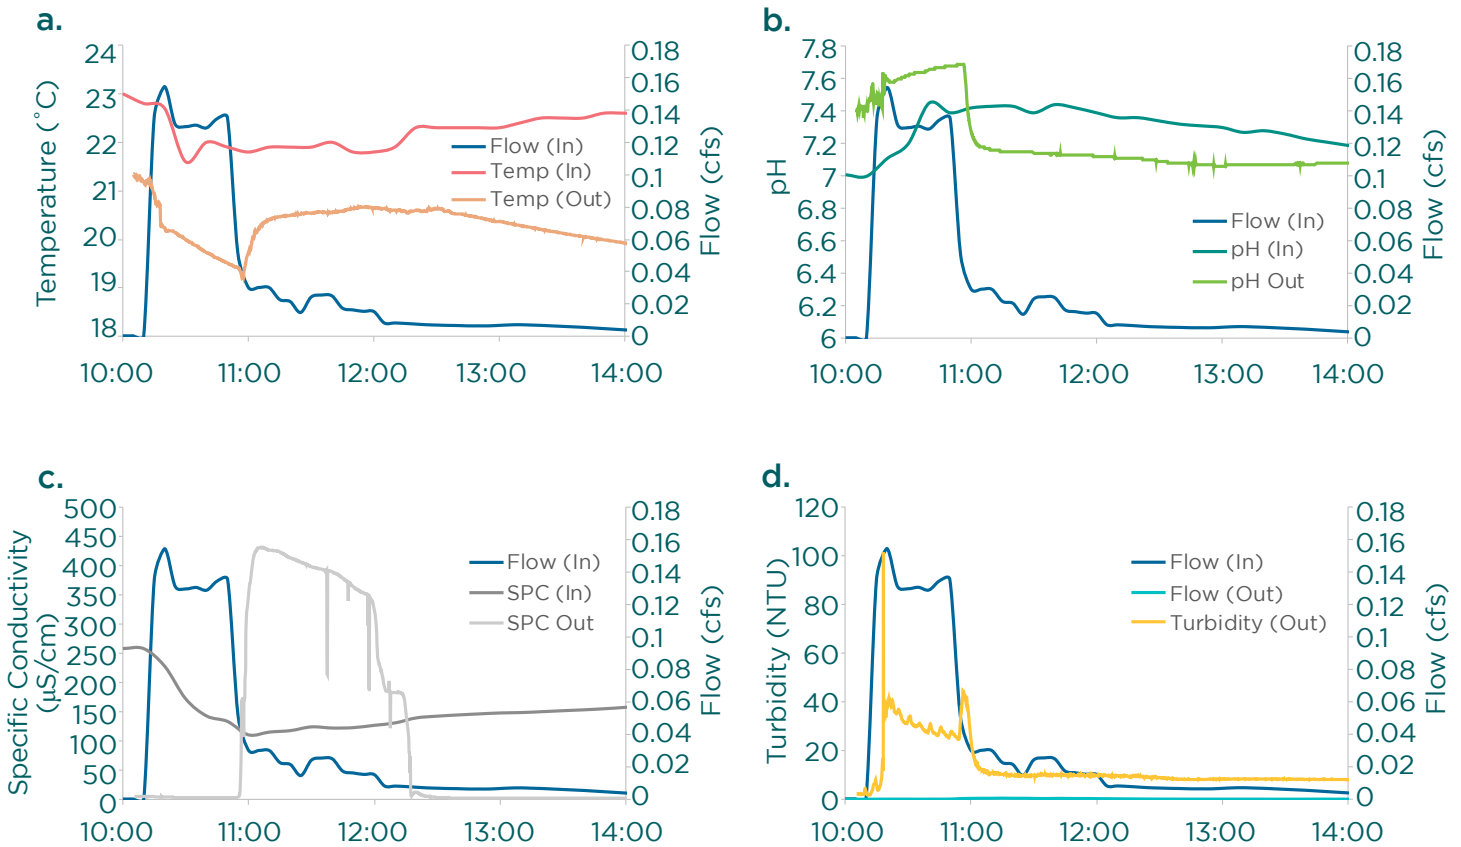 a.
Temperature (˚C)
24
23
22
21
20
19
18
0.18
0.16
0.14
0.12
0.1
0.08
0.06
0.04
0.02
0
Flow (cfs)
Flow (In)
Temp (In)
Temp (Out)
10:00 11:00 12:00 13:00 14:00
b.
pH
7.8
7.6
7.4
7.2
7
6.8
6.6
6.4
6.2
6
0.18
0.16
0.14
0.12
0.1
0.08
0.06
0.04
0.02
0
Flow (cfs)
Flow (In)
pH (In)
pH Out
10:00 11:00 12:00 13:00 14:00
c.
Specific Conductivity
(µS/cm)
500
450
400
350
300
250
200
150
100
50
0
0.18
0.16
0.14
0.12
0.1
0.08
0.06
0.04
0.02
0
Flow (cfs)
Flow (In)
SPC (In)
SPC Out
10:00 11:00 12:00 13:00 14:00
d.
Turbidity (NTU)
120
100
80
60
40
20
0
0.18
0.16
0.14
0.12
0.1
0.08
0.06
0.04
0.02
0
Flow (cfs)
Flow (In)
Flow (Out)
Turbidity (Out)
10:00 11:00 12:00 13:00 14:00